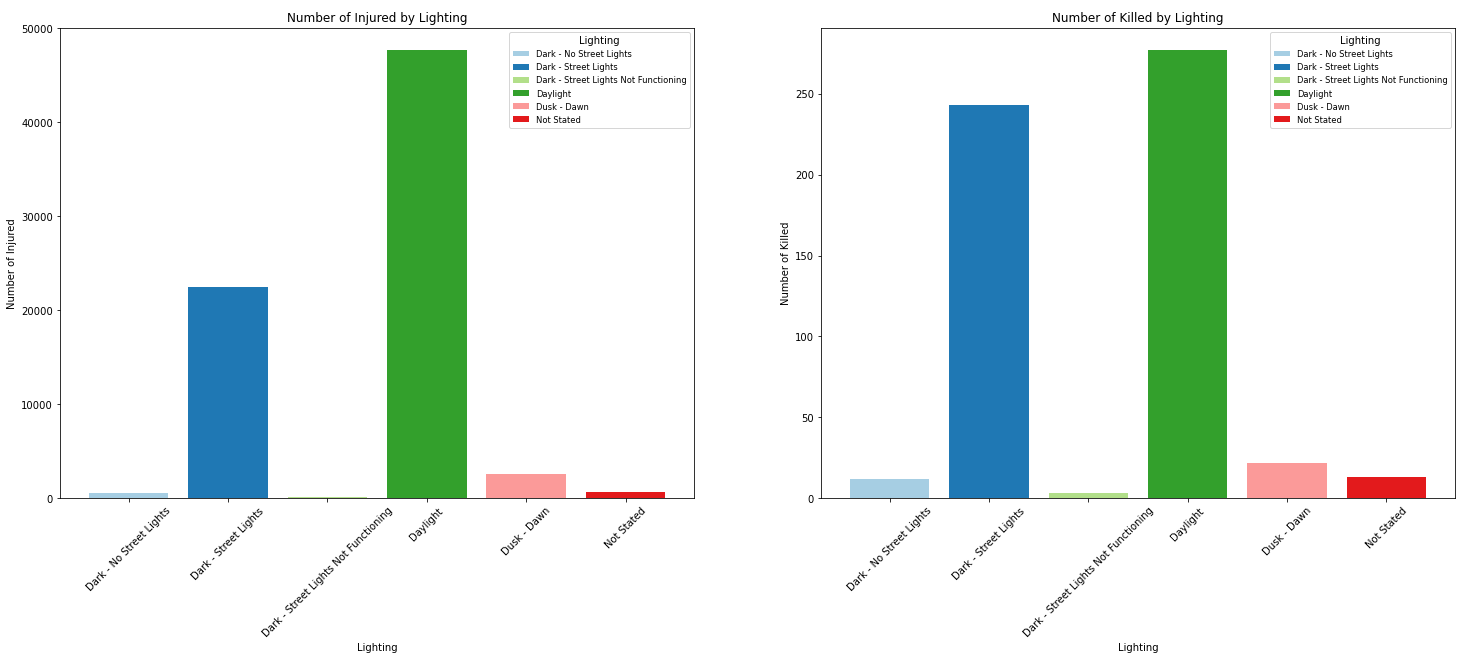 Number of Injured by Lighting
Number of Injured
50000
40000
30000
20000
10000
0
Lighting
Dark - No Street Lights
Dark - Street Lights
Dark - Street Lights Not Functioning
Daylight
Dusk - Dawn
Not Stated
Dark - No Street Lights
Dark - Street Lights
Dark - Street Lights Not Functioning
Daylight
Dusk - Dawn
Not Stated
Lighting
Number of Killed by Lighting
Number of Killed
250
200
150
100
50
0
Lighting
Dark - No Street Lights
Dark - Street Lights
Dark - Street Lights Not Functioning
Daylight
Dusk - Dawn
Not Stated
Dark - No Street Lights
Dark - Street Lights
Dark - Street Lights Not Functioning
Daylight
Dusk - Dawn
Not Stated
Lighting